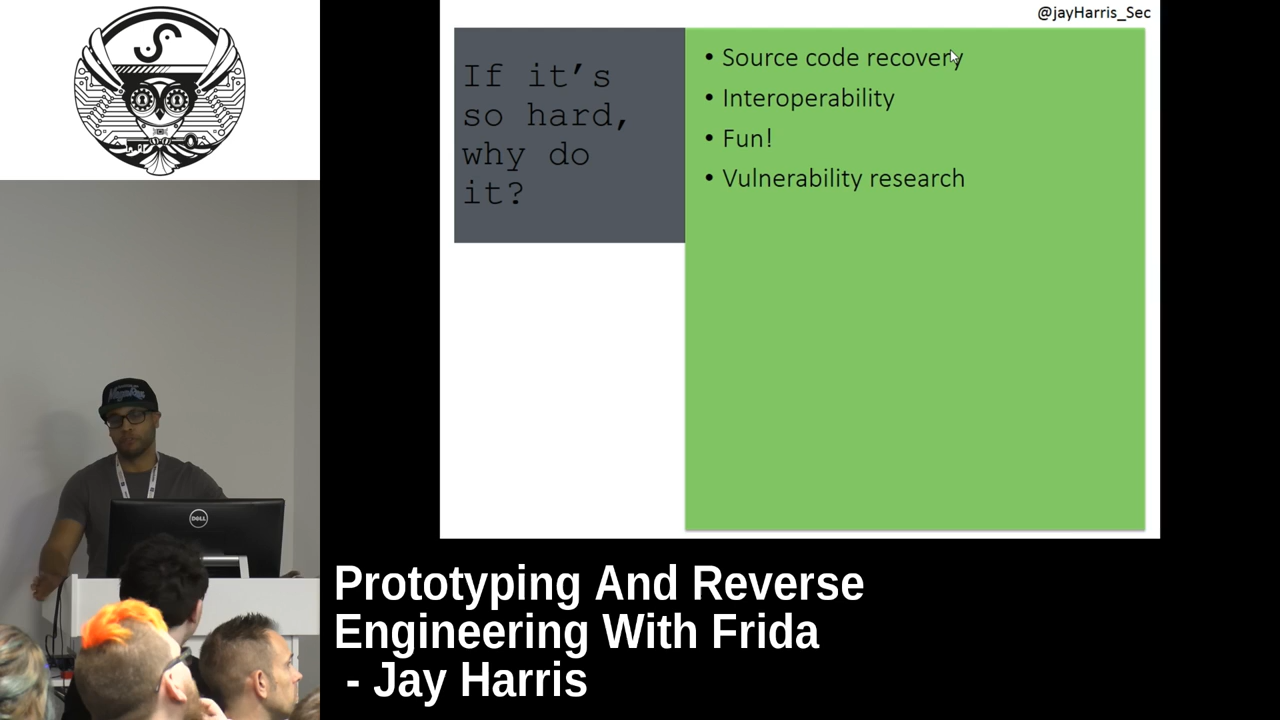 @jayHarris_Sec
If it's
so hard,
why do
it?
• Source code recovery
• Interoperability
• Fun!
• Vulnerability research
DELL
Prototyping And Reverse
Engineering With Frida
- Jay Harris